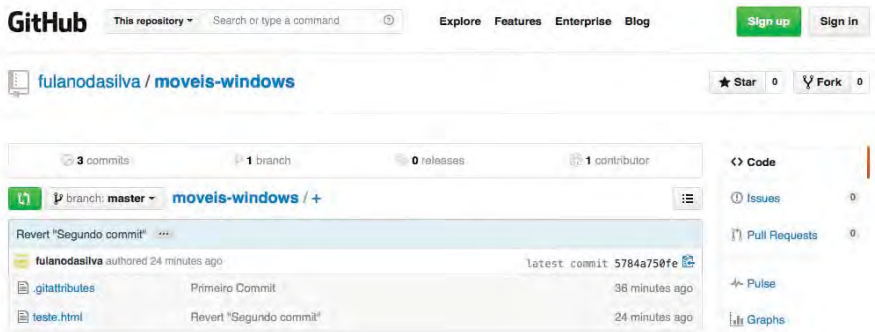 GitHub This repository Search or type a command Explore Features Enterprise Blog Sign up Sign in
fulanodasilva / moveis-windows Star 0 Fork 0
3 commits 1 branch 0 releases 1 contributor
<> Code
branch: master moveis-windows / +
Issues 0
Revert "Segundo commit" ...
Pull Requests 0
fulanodasilva authored 24 minutes ago latest commit 5784a750fe
.gitattributes Primeiro Commit 36 minutes ago
Pulse
teste.html Revert "Segundo commit" 24 minutes ago
Graphs